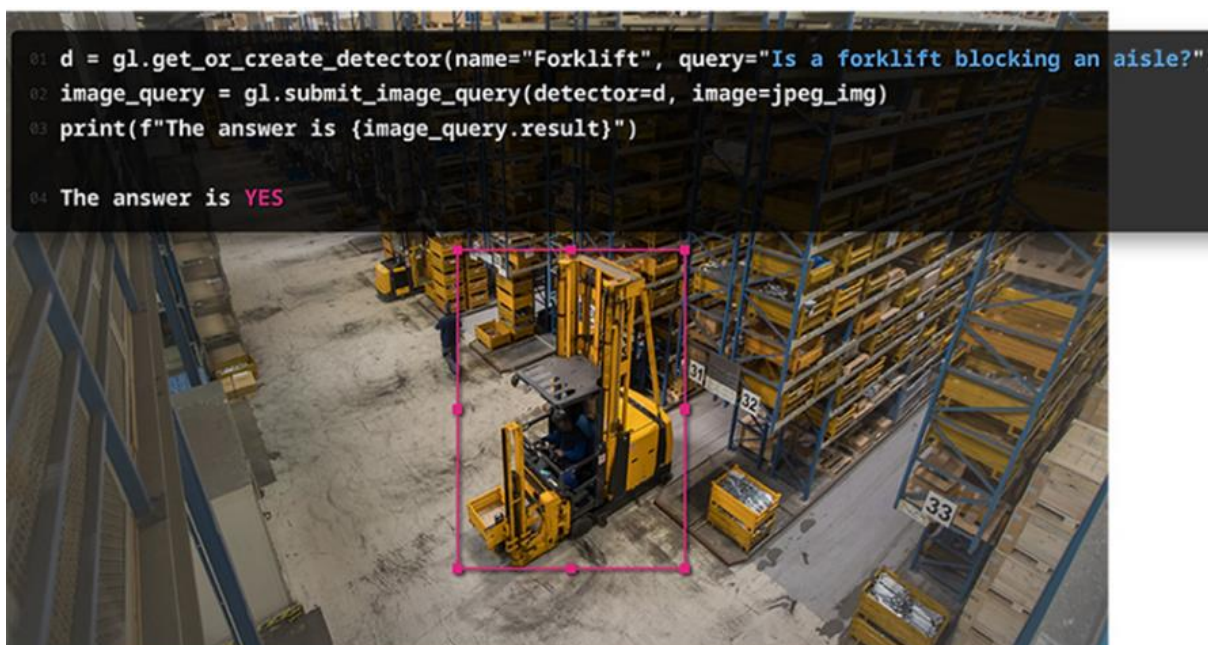 01 d = gl.get_or_create_detector(name="Forklift", query="Is a forklift blocking an aisle?"
02 image_query = gl.submit_image_query(detector=d, image=jpeg_img)
03 print(f"The answer is {image_query.result}")
04 The answer is YES
31
32
33